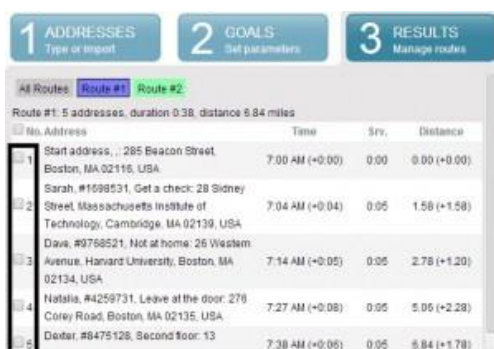 1 ADDRESSES
Type or import
2 GOALS
Set parameters
3 RESULTS
Manage routes
All Routes Route #1 Route #2
Route #1: 5 addresses, duration 0:38, distance 6.84 miles
No. Address Time Srv. Distance
1 Start address, ,: 285 Beacon Street, Boston, MA 02116, USA 7:00 AM (+0:00) 0:00 0.00 (+0.00)
2 Sarah, #1698531, Get a check: 28 Sidney Street, Massachusetts Institute of Technology, Cambridge, MA 02139, USA 7:04 AM (+0:04) 0:05 1.58 (+1.58)
3 Dave, #9768521, Not at home: 26 Western Avenue, Harvard University, Boston, MA 02134, USA 7:14 AM (+0:05) 0:05 2.78 (+1.20)
4 Natalia, #4259731, Leave at the door: 276 Corey Road, Boston, MA 02135, USA 7:27 AM (+0:08) 0:05 5.06 (+2.28)
5 Dexter, #8475128, Second floor: 13 7:38 AM (+0:06) 0:05 6.84 (+1.78)